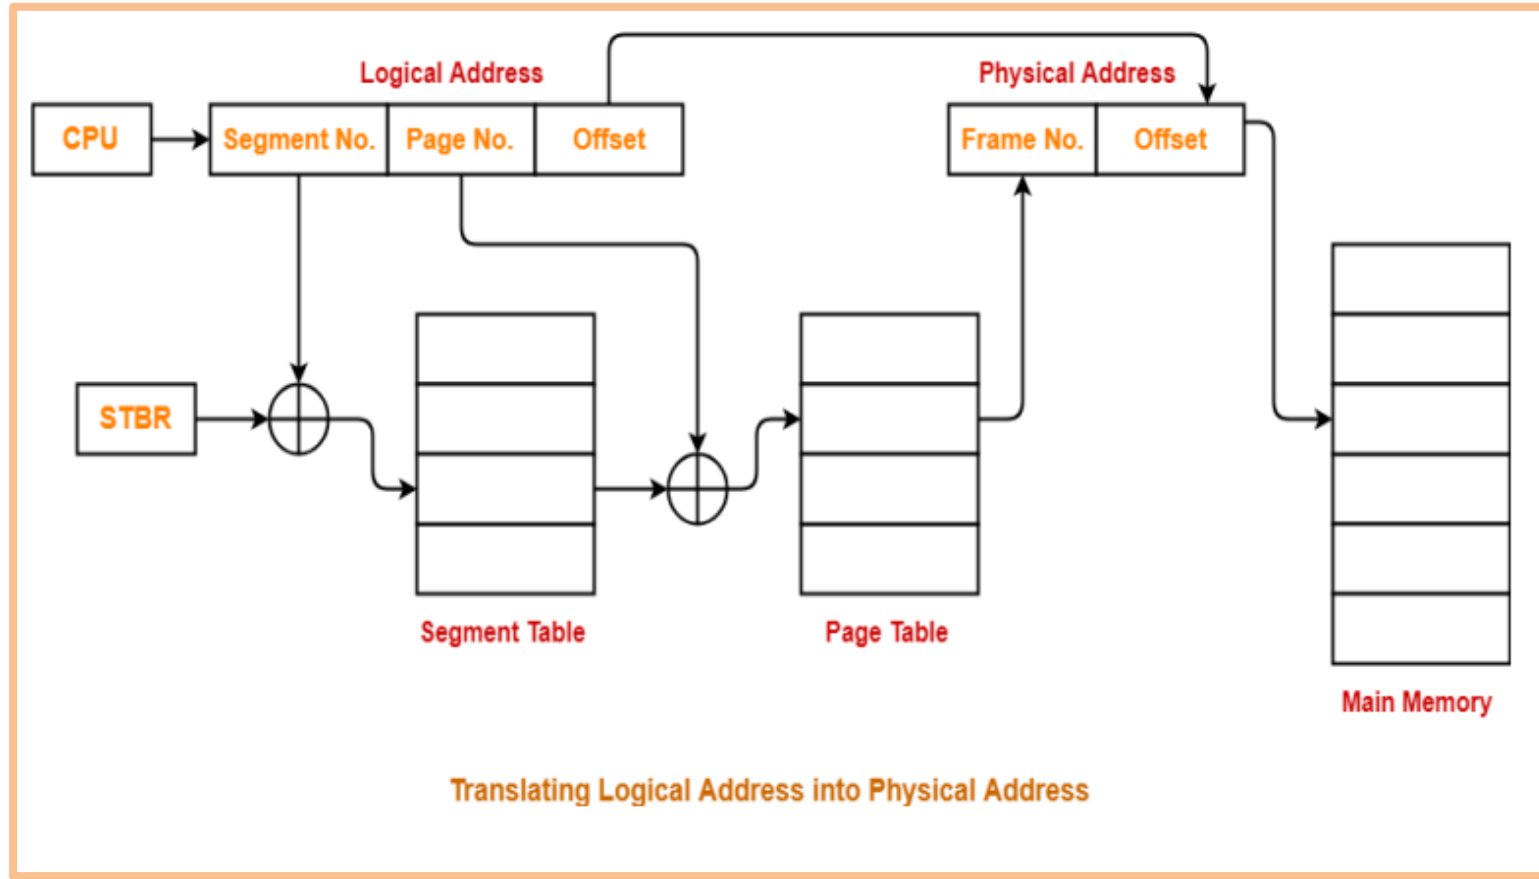 Logical Address
Physical Address
CPU
Segment No.
Page No.
Offset
Frame No.
Offset
STBR
Segment Table
Page Table
Main Memory
Translating Logical Address into Physical Address